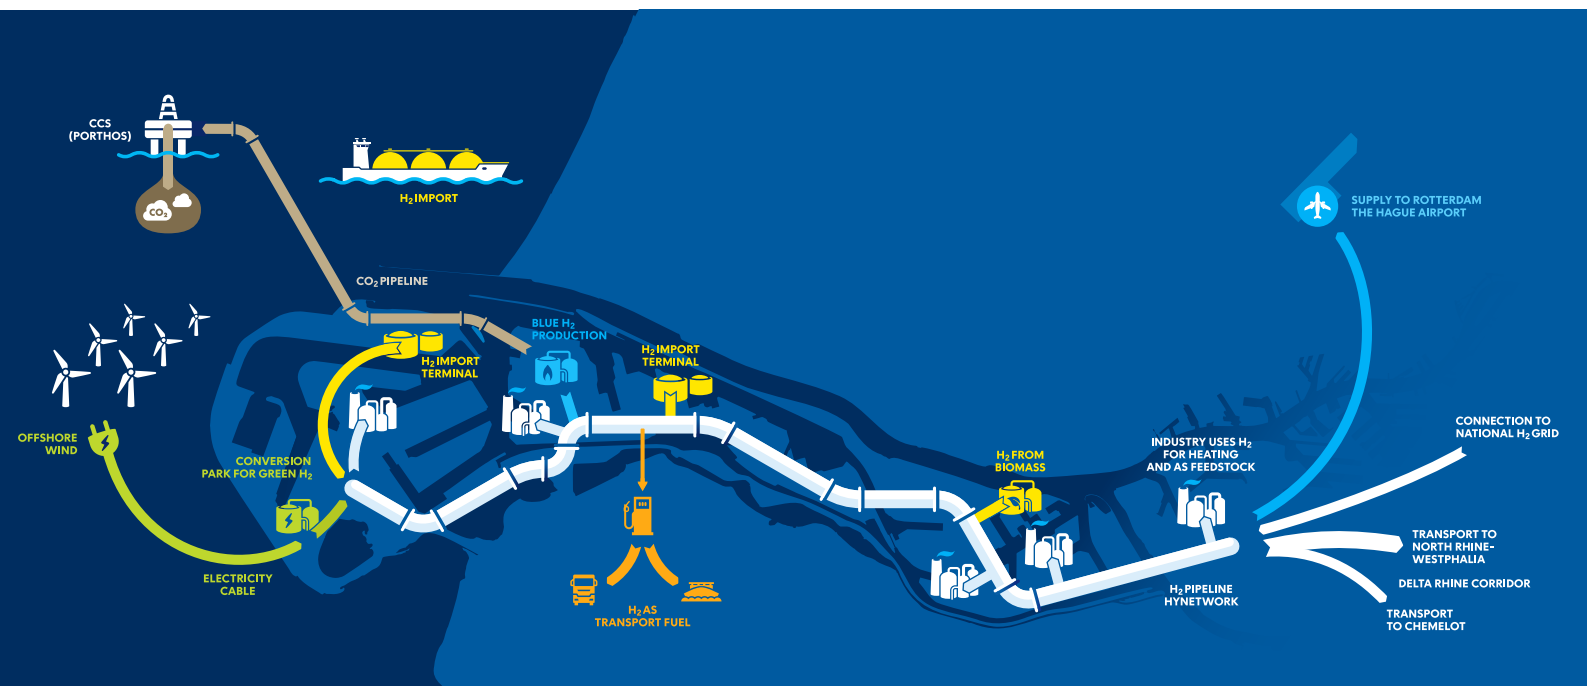 CCS
(PORTHOS)
CO₂
H₂ IMPORT
SUPPLY TO ROTTERDAM
THE HAGUE AIRPORT
CO₂ PIPELINE
BLUE H₂
PRODUCTION
H₂ IMPORT
TERMINAL
H₂ IMPORT
TERMINAL
OFFSHORE
WIND
CONVERSION
PARK FOR GREEN H₂
ELECTRICITY
CABLE
H₂ AS
TRANSPORT FUEL
H₂ FROM
BIOMASS
INDUSTRY USES H₂
FOR HEATING
AND AS FEEDSTOCK
H₂ PIPELINE
HYNETWORK
CONNECTION TO
NATIONAL H₂ GRID
TRANSPORT TO
NORTH RHINE-
WESTPHALIA
DELTA RHINE CORRIDOR
TRANSPORT
TO CHEMELOT